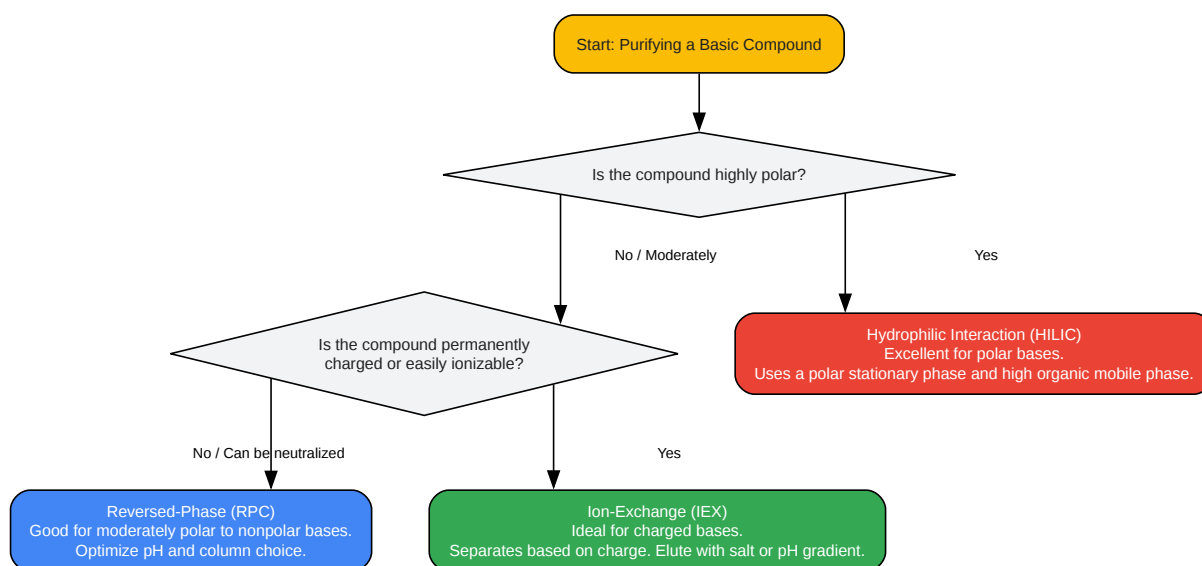 Start: Purifying a Basic Compound
Is the compound highly polar?
No / Moderately
Yes
Hydrophilic Interaction (HILIC)
Excellent for polar bases.
Uses a polar stationary phase and high organic mobile phase.
Is the compound permanently
charged or easily ionizable?
No / Can be neutralized
Yes
Reversed-Phase (RPC)
Good for moderately polar to nonpolar bases.
Optimize pH and column choice.
Ion-Exchange (IEX)
Ideal for charged bases.
Separates based on charge. Elute with salt or pH gradient.